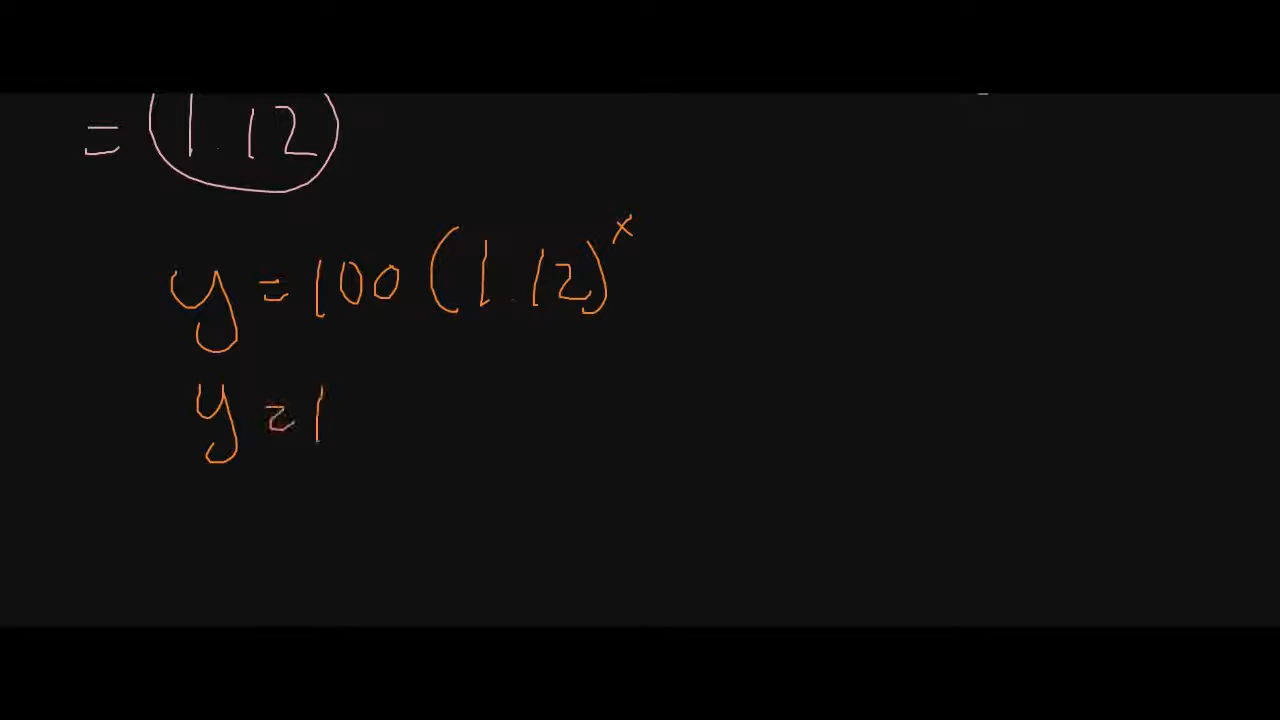 = 1.12
y = 100 (1.12)^x
y = 1